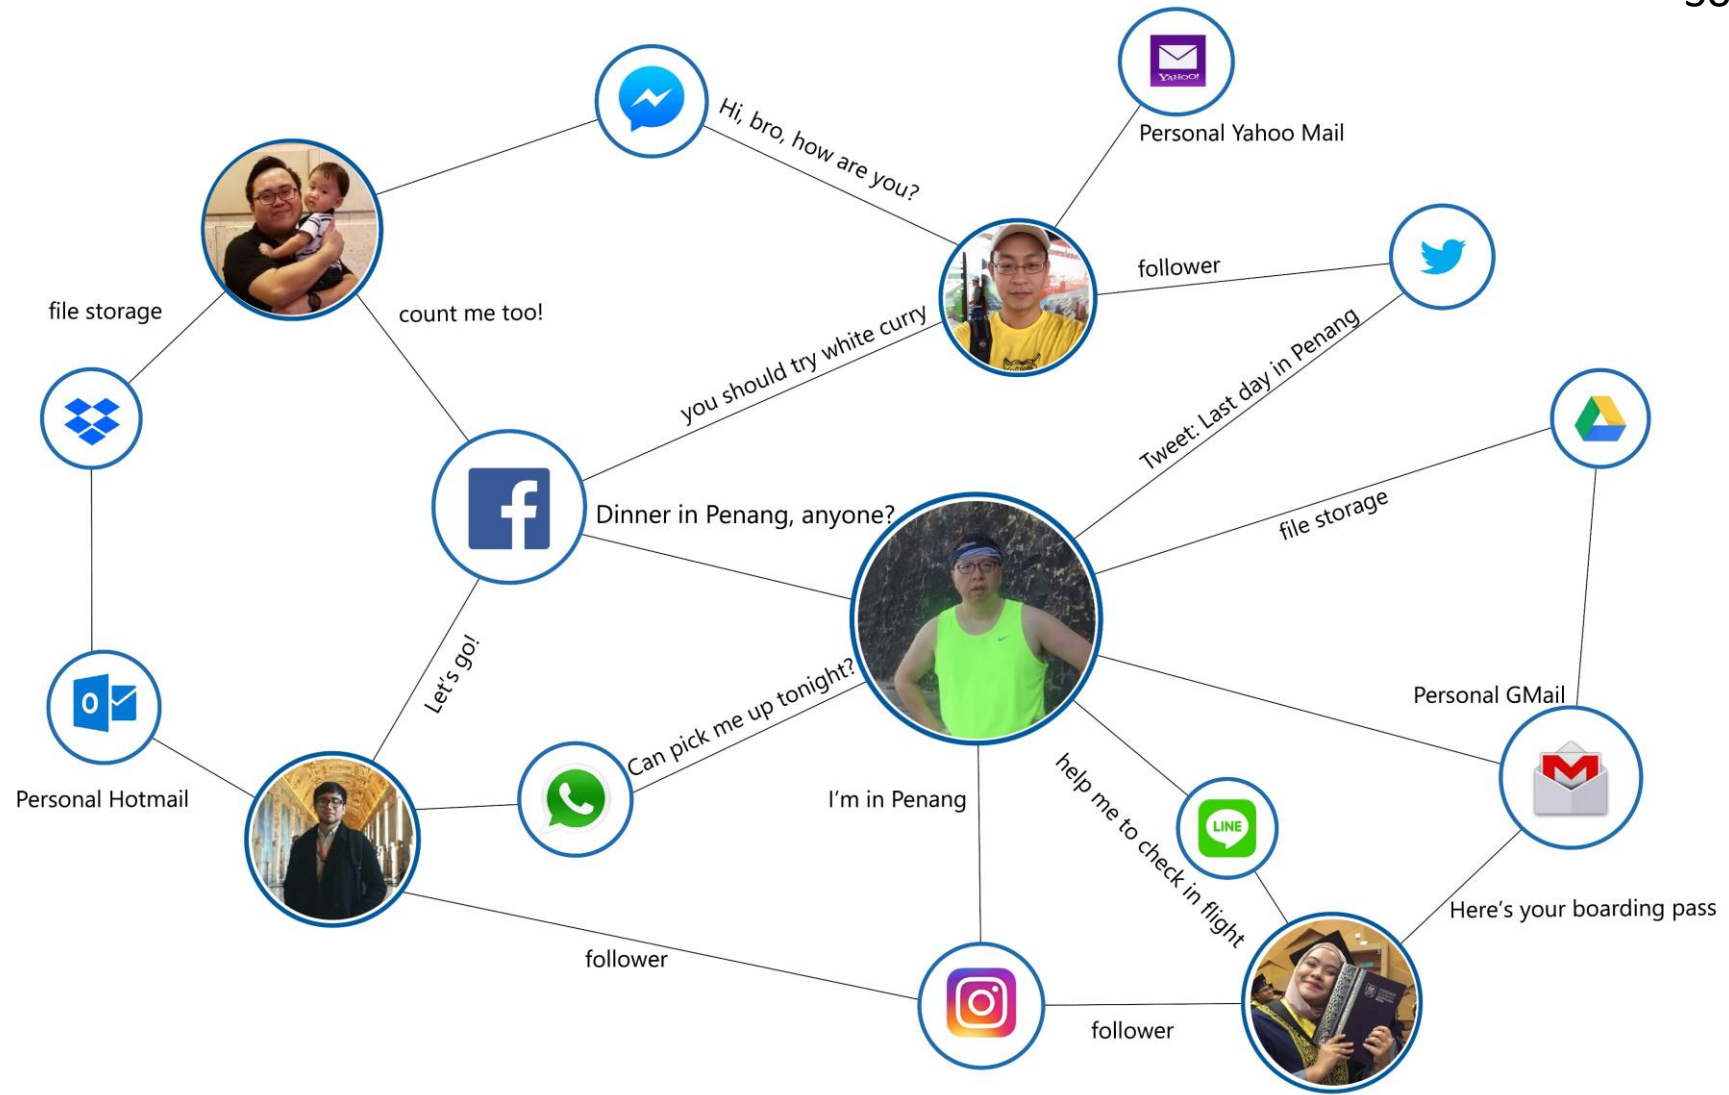 Hi, bro, how are you?
YAHOO!
Personal Yahoo Mail
follower
file storage
count me too!
you should try white curry
Tweet: Last day in Penang
Dinner in Penang, anyone?
file storage
Let's go!
Can pick me up tonight?
Personal GMail
Personal Hotmail
I'm in Penang
help me to check in flight
LINE
Here's your boarding pass
follower
follower